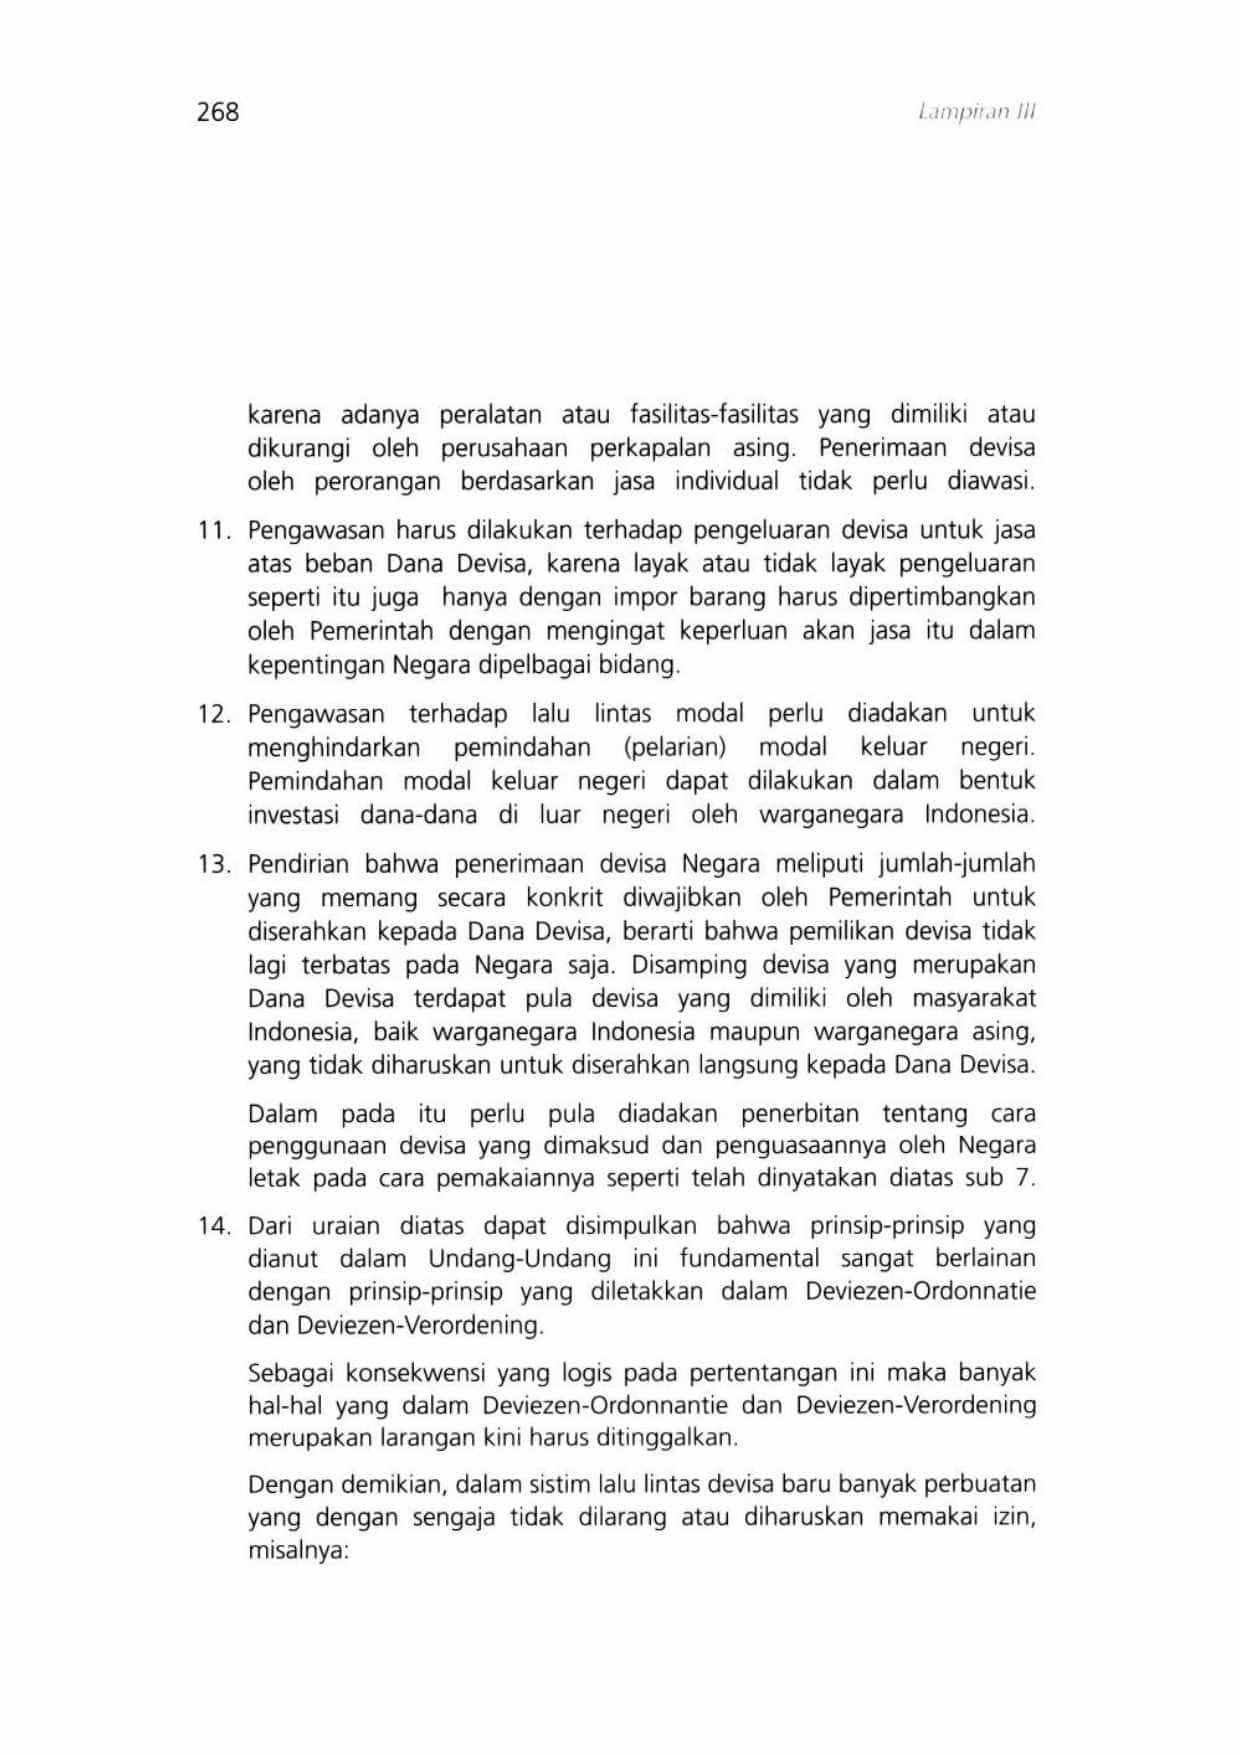 268
Lampiran III
karena adanya peralatan atau fasilitas-fasilitas yang dimiliki atau
dikurangi oleh perusahaan perkapalan asing. Penerimaan devisa
oleh perorangan berdasarkan jasa individual tidak perlu diawasi.
11. Pengawasan harus dilakukan terhadap pengeluaran devisa untuk jasa
atas beban Dana Devisa, karena layak atau tidak layak pengeluaran
seperti itu juga hanya dengan impor barang harus dipertimbangkan
oleh Pemerintah dengan mengingat keperluan akan jasa itu dalam
kepentingan Negara dipelbagai bidang.
12. Pengawasan terhadap lalu lintas modal perlu diadakan untuk
menghindarkan pemindahan (pelarian) modal keluar negeri.
Pemindahan modal keluar negeri dapat dilakukan dalam bentuk
investasi dana-dana di luar negeri oleh warganegara Indonesia.
13. Pendirian bahwa penerimaan devisa Negara meliputi jumlah-jumlah
yang memang secara konkrit diwajibkan oleh Pemerintah untuk
diserahkan kepada Dana Devisa, berarti bahwa pemilikan devisa tidak
lagi terbatas pada Negara saja. Disamping devisa yang merupakan
Dana Devisa terdapat pula devisa yang dimiliki oleh masyarakat
Indonesia, baik warganegara Indonesia maupun warganegara asing,
yang tidak diharuskan untuk diserahkan langsung kepada Dana Devisa.
Dalam pada itu perlu pula diadakan penerbitan tentang cara
penggunaan devisa yang dimaksud dan penguasaannya oleh Negara
letak pada cara pemakaiannya seperti telah dinyatakan diatas sub 7.
14. Dari uraian diatas dapat disimpulkan bahwa prinsip-prinsip yang
dianut dalam Undang-Undang ini fundamental sangat berlainan
dengan prinsip-prinsip yang diletakkan dalam Deviezen-Ordonnatie
dan Deviezen-Verordening.
Sebagai konsekwensi yang logis pada pertentangan ini maka banyak
hal-hal yang dalam Deviezen-Ordonnantie dan Deviezen-Verordening
merupakan larangan kini harus ditinggalkan.
Dengan demikian, dalam sistim lalu lintas devisa baru banyak perbuatan
yang dengan sengaja tidak dilarang atau diharuskan memakai izin,
misalnya: